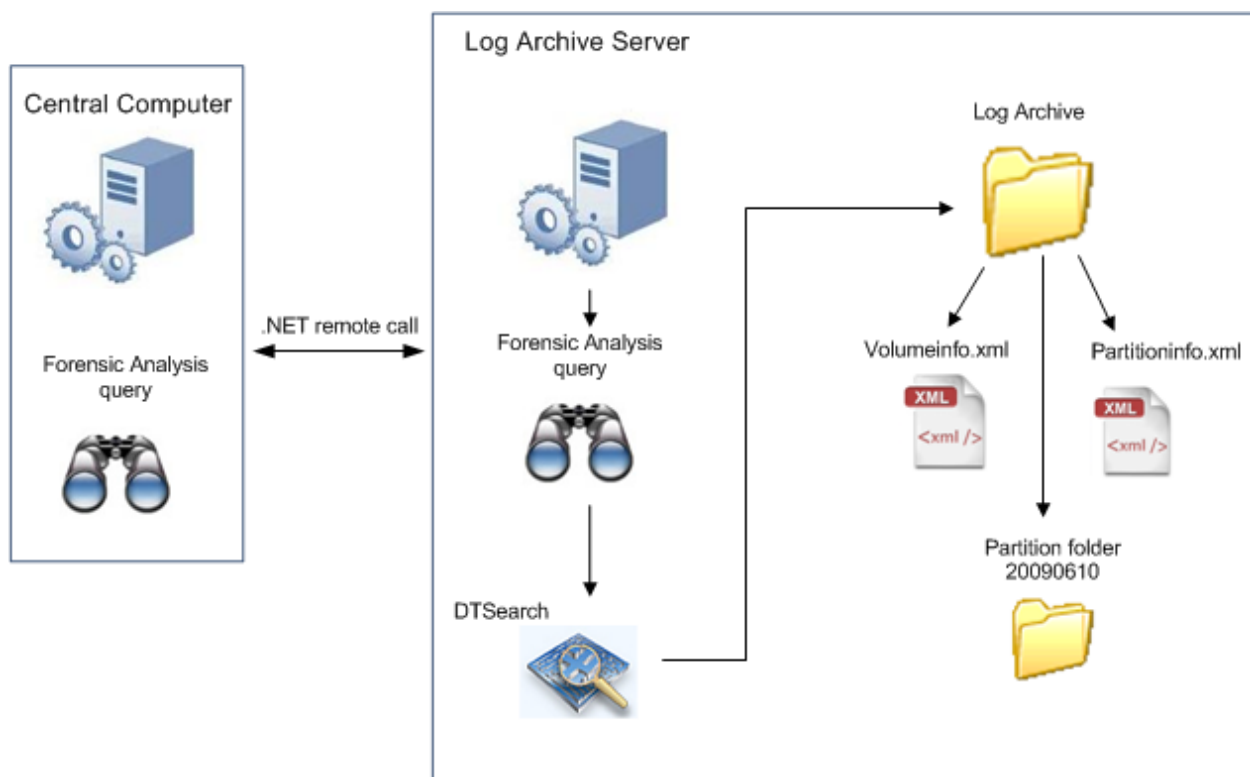 Log Archive Server
Central Computer
Log Archive
.NET remote call
Forensic Analysis
query
Forensic Analysis
query
Volumeinfo.xml
Partitioninfo.xml
XML
<xml />
XML
<xml />
Partition folder
20090610
DTSearch